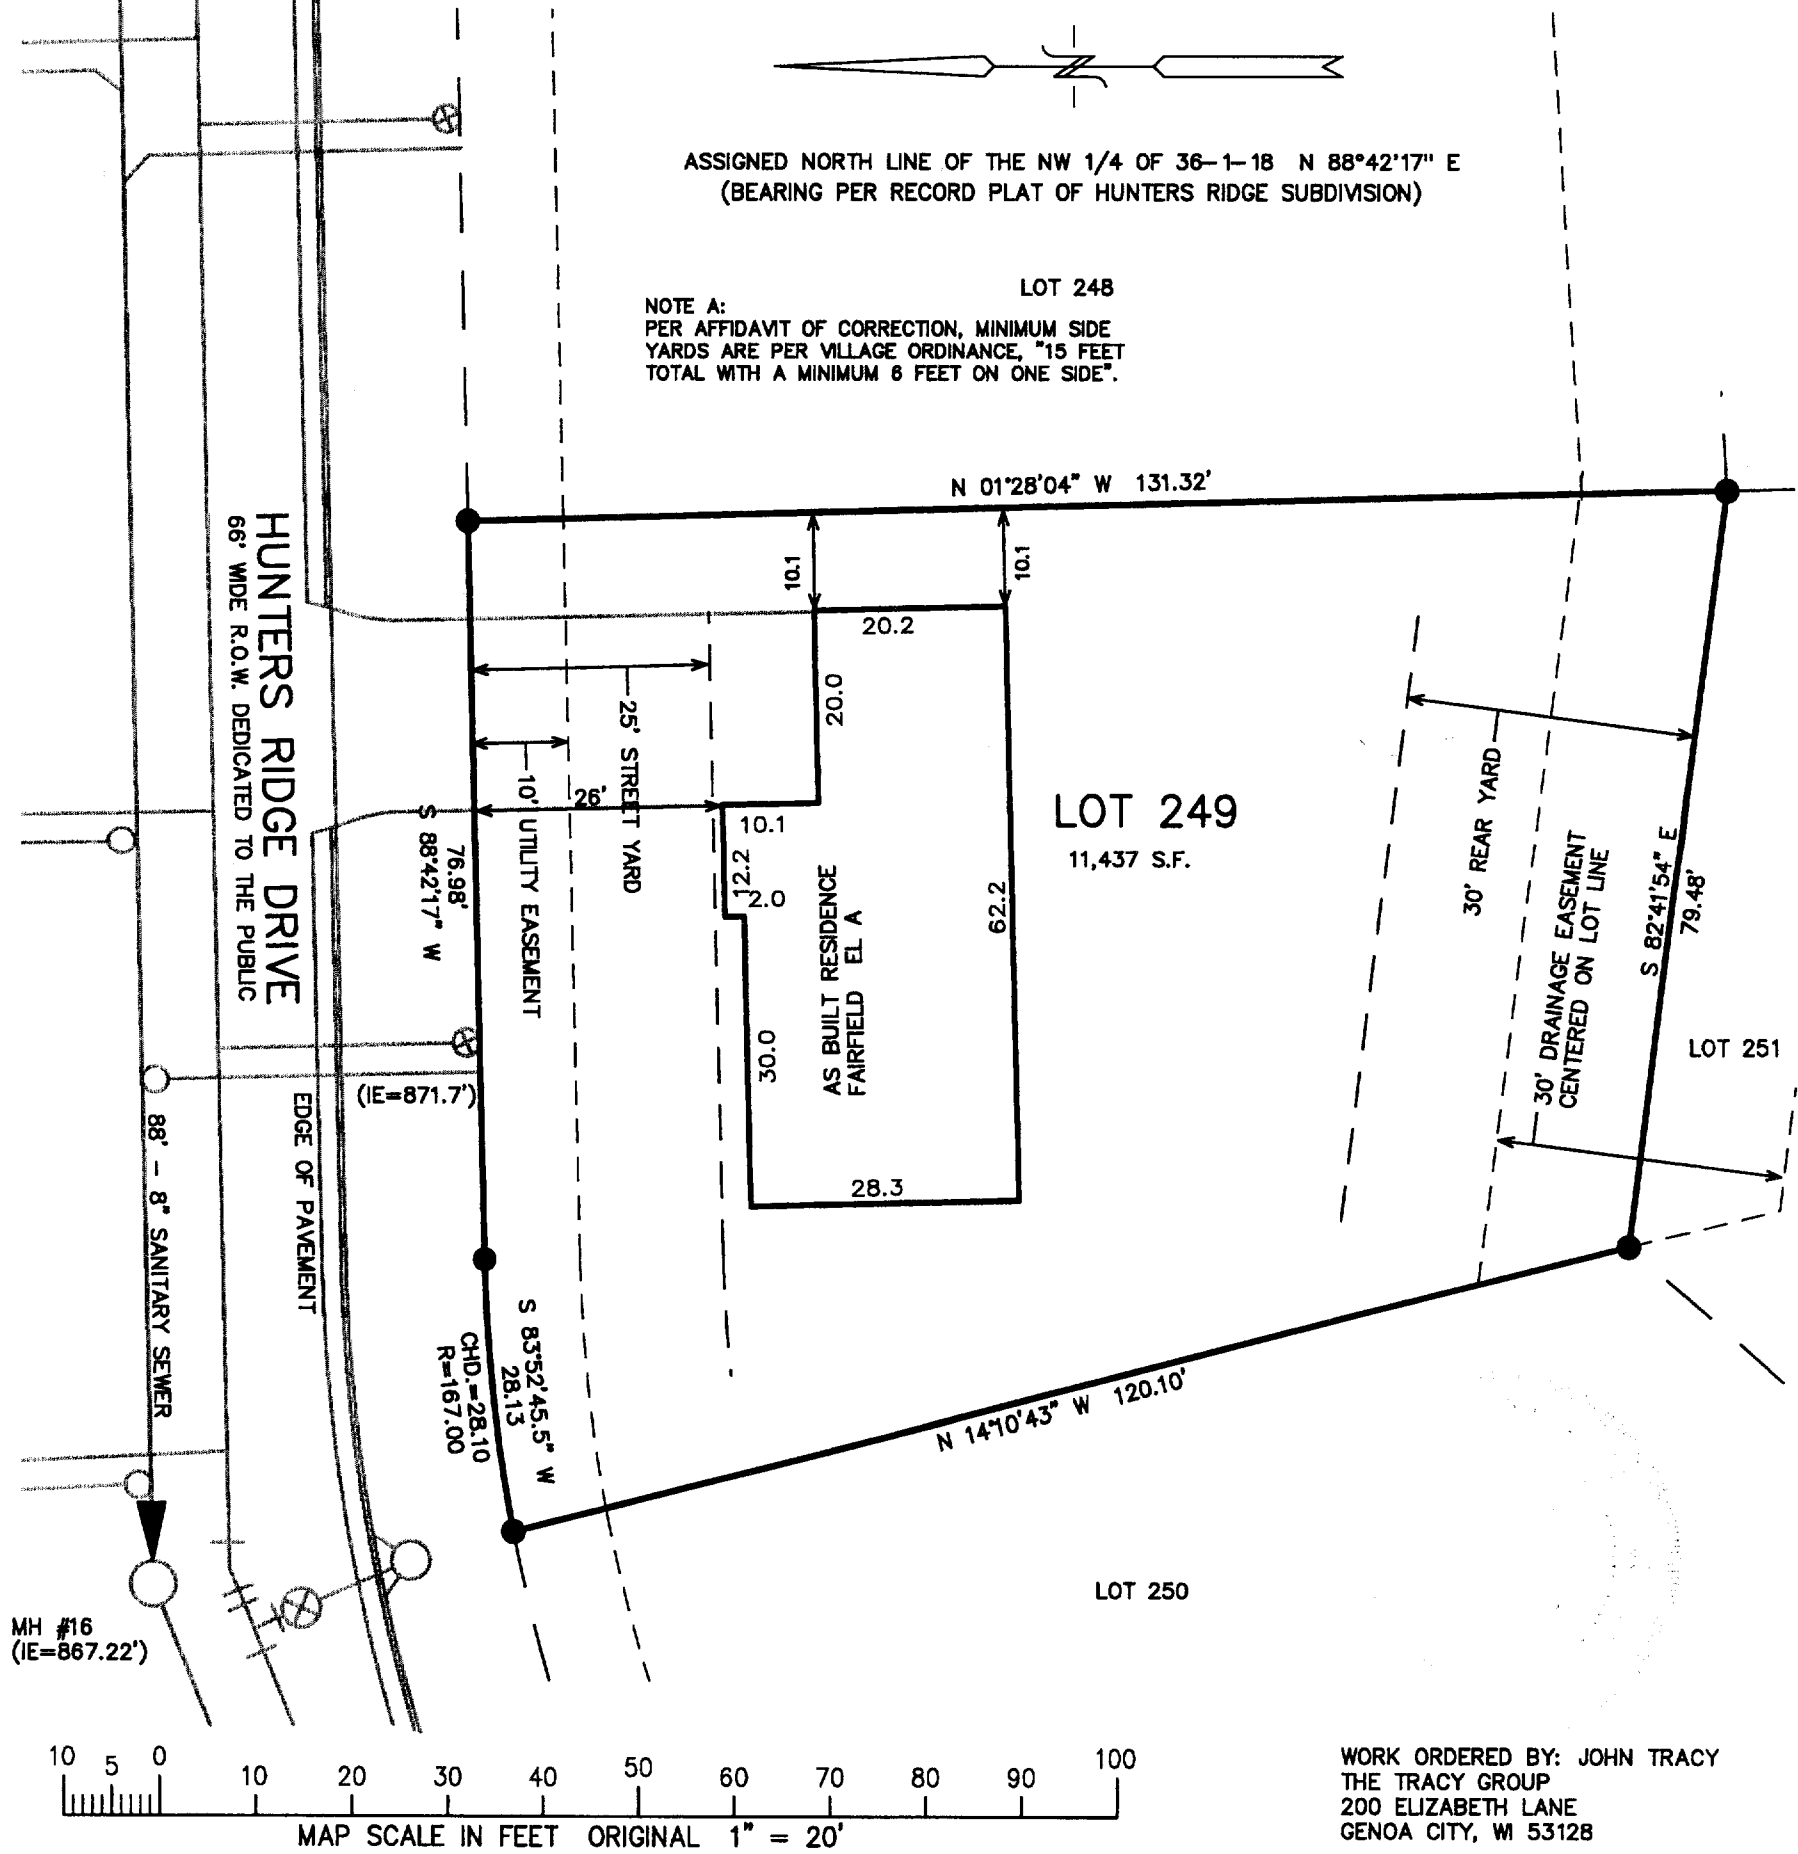 ASSIGNED NORTH LINE OF THE NW 1/4 OF 36-1-18 N 88°42'17" E
(BEARING PER RECORD PLAT OF HUNTERS RIDGE SUBDIVISION)
LOT 248
NOTE A:
PER AFFIDAVIT OF CORRECTION, MINIMUM SIDE
YARDS ARE PER VILLAGE ORDINANCE, "15 FEET
TOTAL WITH A MINIMUM 6 FEET ON ONE SIDE".
N 01°28'04" W 131.32'
10.1
10.1
20.2
20.0
HUNTERS RIDGE DRIVE
66' WIDE R.O.W. DEDICATED TO THE PUBLIC
25' STREET YARD
10' UTILITY EASEMENT
26'
10.1
12.2
2.0
76.98'
S 88°42'17" W
LOT 249
11,437 S.F.
62.2
AS BUILT RESIDENCE
FAIRFIELD EL A
30.0
28.3
30' REAR YARD
30' DRAINAGE EASEMENT
CENTERED ON LOT LINE
S 82°41'54" E
79.48'
LOT 251
(IE=871.7')
EDGE OF PAVEMENT
88' - 8" SANITARY SEWER
S 83°52'45.5" W
28.13
CHD.=28.10
R=167.00
N 14°10'43" W 120.10'
LOT 250
MH #16
(IE=867.22')
10 5 0 10 20 30 40 50 60 70 80 90 100
MAP SCALE IN FEET ORIGINAL 1" = 20'
WORK ORDERED BY: JOHN TRACY
THE TRACY GROUP
200 ELIZABETH LANE
GENOA CITY, WI 53128